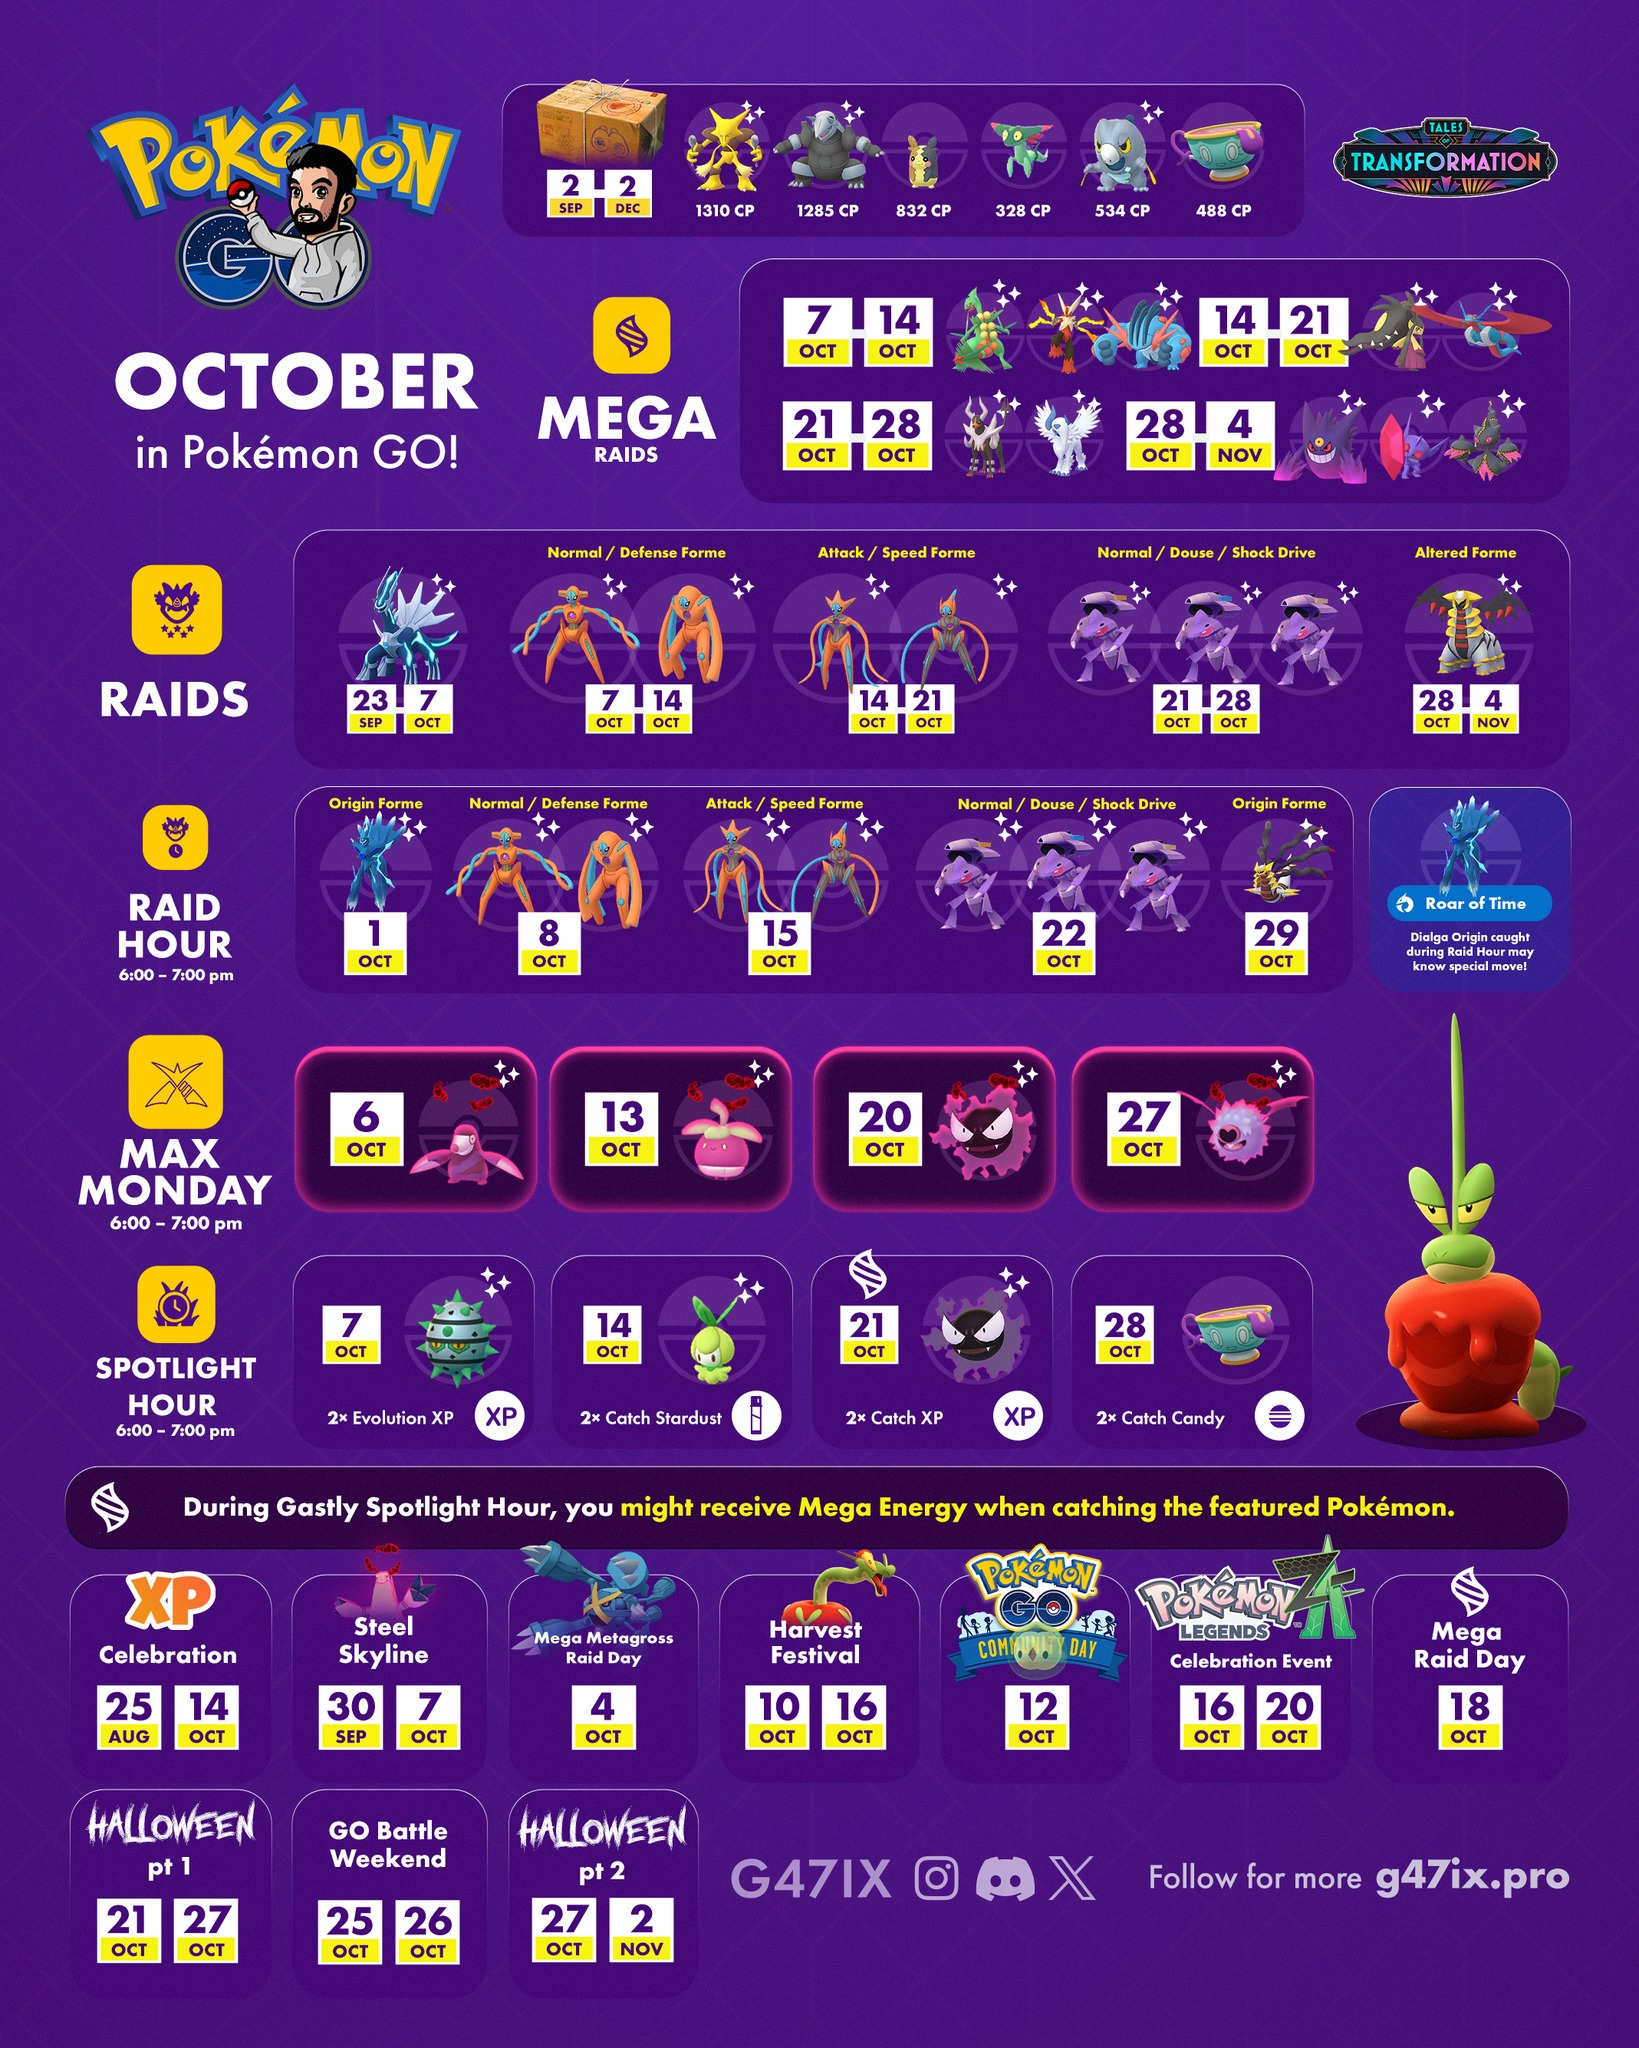 POKÉMON
GO
OCTOBER
in Pokémon GO!
2 SEP - 2 DEC
1310 CP
1285 CP
832 CP
328 CP
534 CP
488 CP
TALES
OF
TRANSFORMATION
MEGA
RAIDS
7 OCT - 14 OCT
14 OCT - 21 OCT
21 OCT - 28 OCT
28 OCT - 4 NOV
RAIDS
23 SEP - 7 OCT
Normal / Defense Forme
7 OCT - 14 OCT
Attack / Speed Forme
14 OCT - 21 OCT
Normal / Douse / Shock Drive
21 OCT - 28 OCT
Altered Forme
28 OCT - 4 NOV
RAID
HOUR
6:00 – 7:00 pm
Origin Forme
1 OCT
Normal / Defense Forme
8 OCT
Attack / Speed Forme
15 OCT
Normal / Douse / Shock Drive
22 OCT
Origin Forme
29 OCT
Roar of Time
Dialga Origin caught
during Raid Hour may
know special move!
MAX
MONDAY
6:00 – 7:00 pm
6 OCT
13 OCT
20 OCT
27 OCT
SPOTLIGHT
HOUR
6:00 – 7:00 pm
7 OCT
2× Evolution XP
XP
14 OCT
2× Catch Stardust
21 OCT
2× Catch XP
XP
28 OCT
2× Catch Candy
During Gastly Spotlight Hour, you might receive Mega Energy when catching the featured Pokémon.
XP
Celebration
25 AUG
14 OCT
Steel
Skyline
30 SEP
7 OCT
Mega Metagross
Raid Day
4 OCT
Harvest
Festival
10 OCT
16 OCT
POKÉMON
GO
COMMUNITY DAY
12 OCT
POKÉMON
LEGENDS
ZA
Celebration Event
16 OCT
20 OCT
Mega
Raid Day
18 OCT
HALLOWEEN
pt 1
21 OCT
27 OCT
GO Battle
Weekend
25 OCT
26 OCT
HALLOWEEN
pt 2
27 OCT
2 NOV
G47IX
Follow for more g47ix.pro